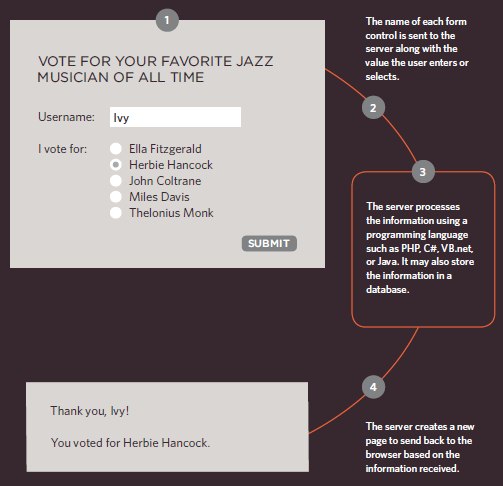 1
VOTE FOR YOUR FAVORITE JAZZ
MUSICIAN OF ALL TIME
Username: Ivy
I vote for: Ella Fitzgerald
Herbie Hancock
John Coltrane
Miles Davis
Thelonius Monk
SUBMIT
The name of each form
control is sent to the
server along with the
value the user enters or
selects.
2
3
The server processes
the information using a
programming language
such as PHP, C#, VB.net,
or Java. It may also store
the information in a
database.
4
The server creates a new
page to send back to the
browser based on the
information received.
Thank you, Ivy!
You voted for Herbie Hancock.